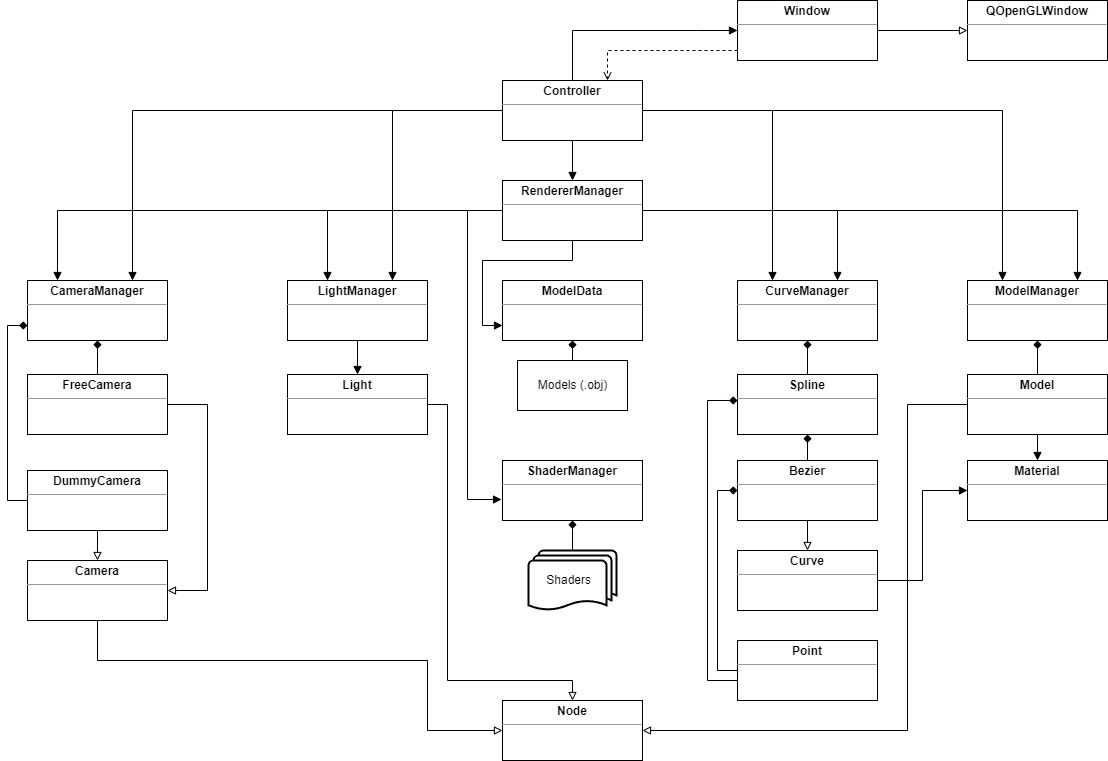 Window
QOpenGLWindow
Controller
RendererManager
CameraManager
LightManager
ModelData
CurveManager
ModelManager
FreeCamera
Light
Models (.obj)
Spline
Model
DummyCamera
ShaderManager
Bezier
Material
Camera
Shaders
Curve
Point
Node